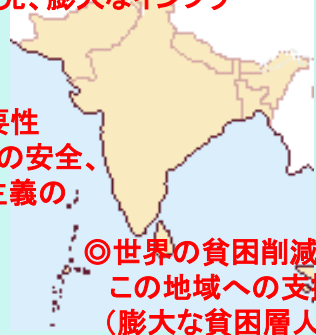 、膨大なインフラ
要性
の安全、
主義の
◎世界の貧困削減
この地域への支援
(膨大な貧困層人